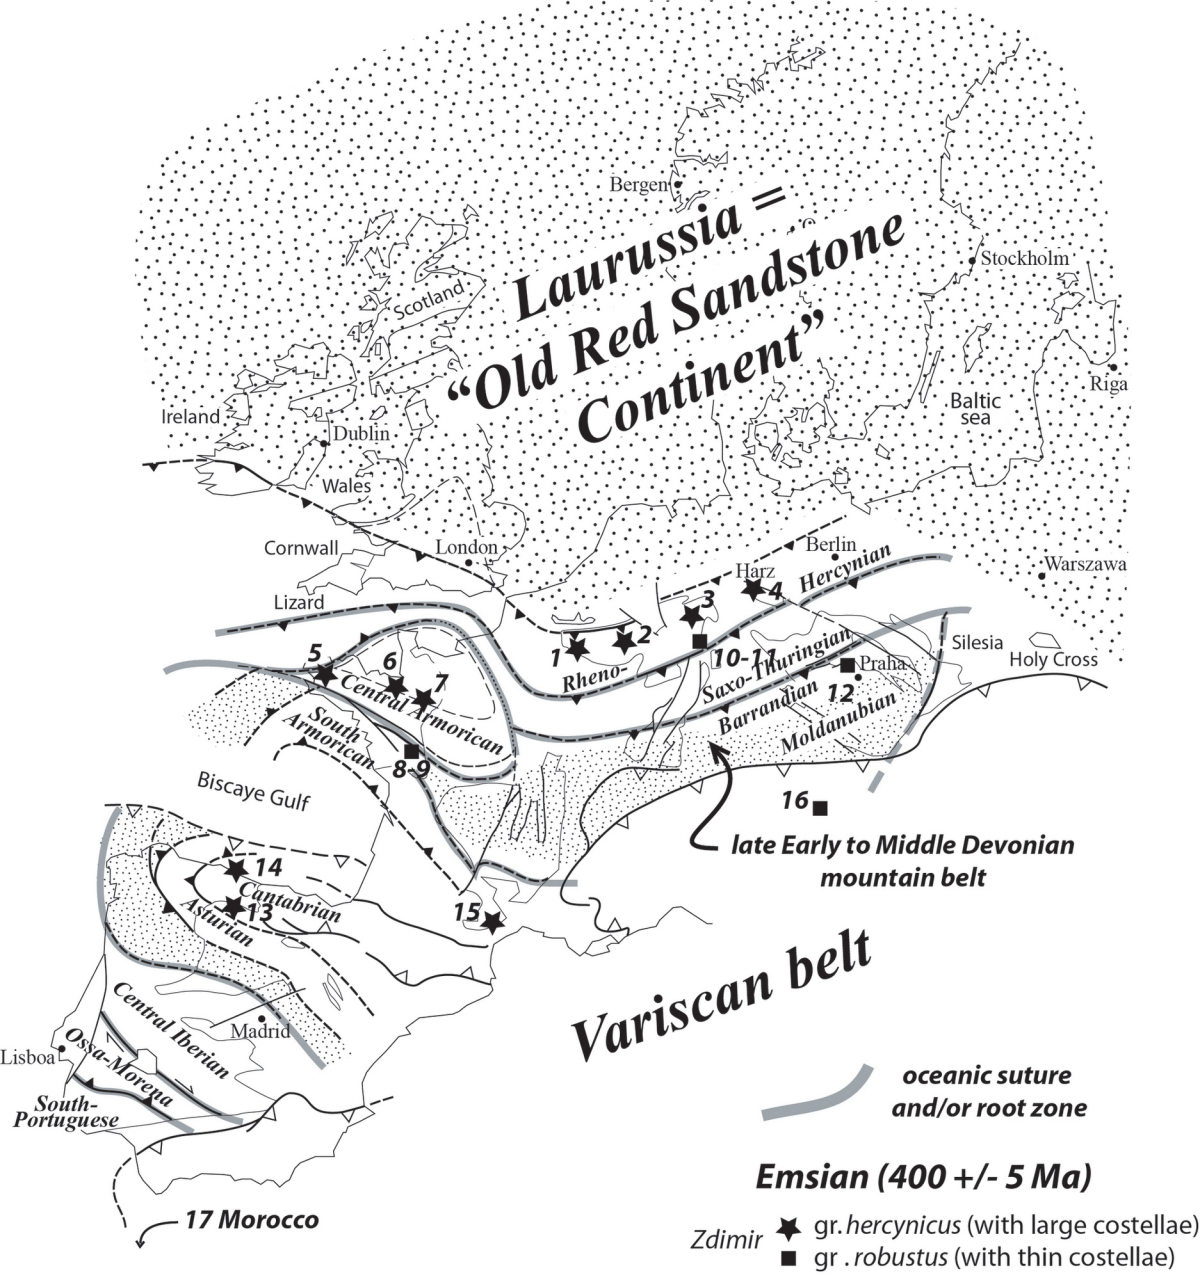 Bergen
Laurussia =
“Old Red Sandstone
Continent”
Stockholm
Scotland
Riga
Ireland
Dublin
Baltic
sea
Wales
Cornwall
London
Berlin
Hercynian
Warszawa
Harz
Lizard
3
4
5
6
7
1
2
Rheno-
10-11
Saxo-Thuringian
Praha
12
Silesia
Holy Cross
Central Armorican
Barrandian
Moldanubian
South
Armorican
8-9
Biscaye Gulf
16
late Early to Middle Devonian
mountain belt
14
Cantabrian
13
Asturian
15
Variscan belt
Central Iberian
Madrid
Lisboa
Ossa-Morena
South-
Portuguese
oceanic suture
and/or root zone
Emsian (400 +/- 5 Ma)
17 Morocco
Zdimir
gr. hercynicus (with large costellae)
gr . robustus (with thin costellae)